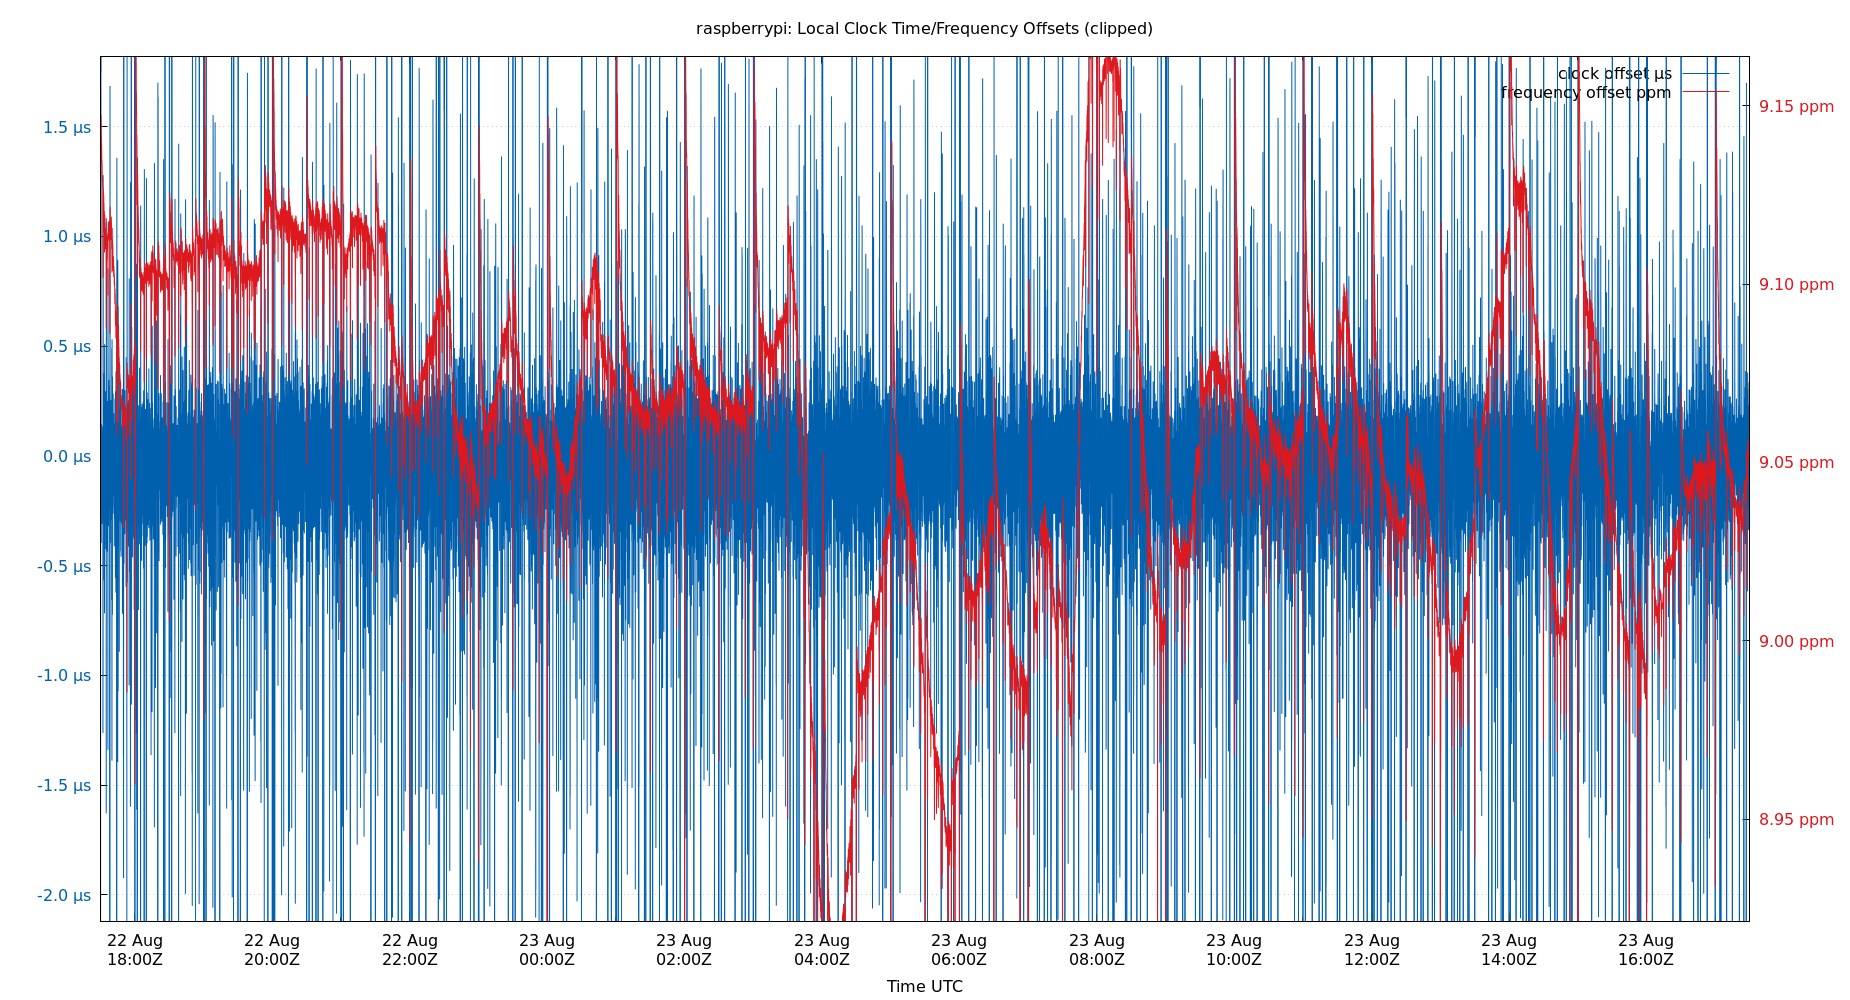 raspberrypi: Local Clock Time/Frequency Offsets (clipped)
clock offset µs
frequency offset ppm
1.5 µs
1.0 µs
0.5 µs
0.0 µs
-0.5 µs
-1.0 µs
-1.5 µs
-2.0 µs
9.15 ppm
9.10 ppm
9.05 ppm
9.00 ppm
8.95 ppm
22 Aug
18:00Z
22 Aug
20:00Z
22 Aug
22:00Z
23 Aug
00:00Z
23 Aug
02:00Z
23 Aug
04:00Z
23 Aug
06:00Z
23 Aug
08:00Z
23 Aug
10:00Z
23 Aug
12:00Z
23 Aug
14:00Z
23 Aug
16:00Z
Time UTC